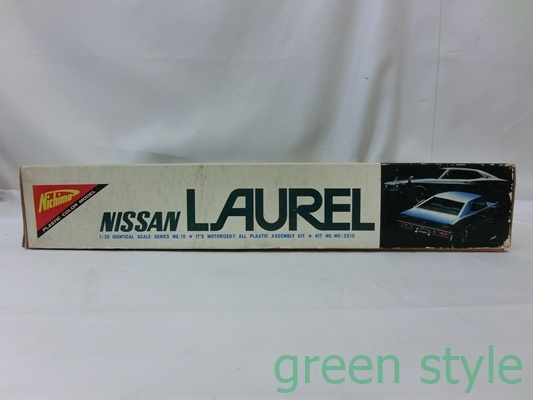 Nichimo
PLASTIC COLOR MODEL
NISSAN LAUREL
1:20 IDENTICAL SCALE SERIES NO.10 ★ IT'S MOTORIZED!! ALL PLASTIC ASSEMBLY KIT ★ KIT NO. MC-2010
green style